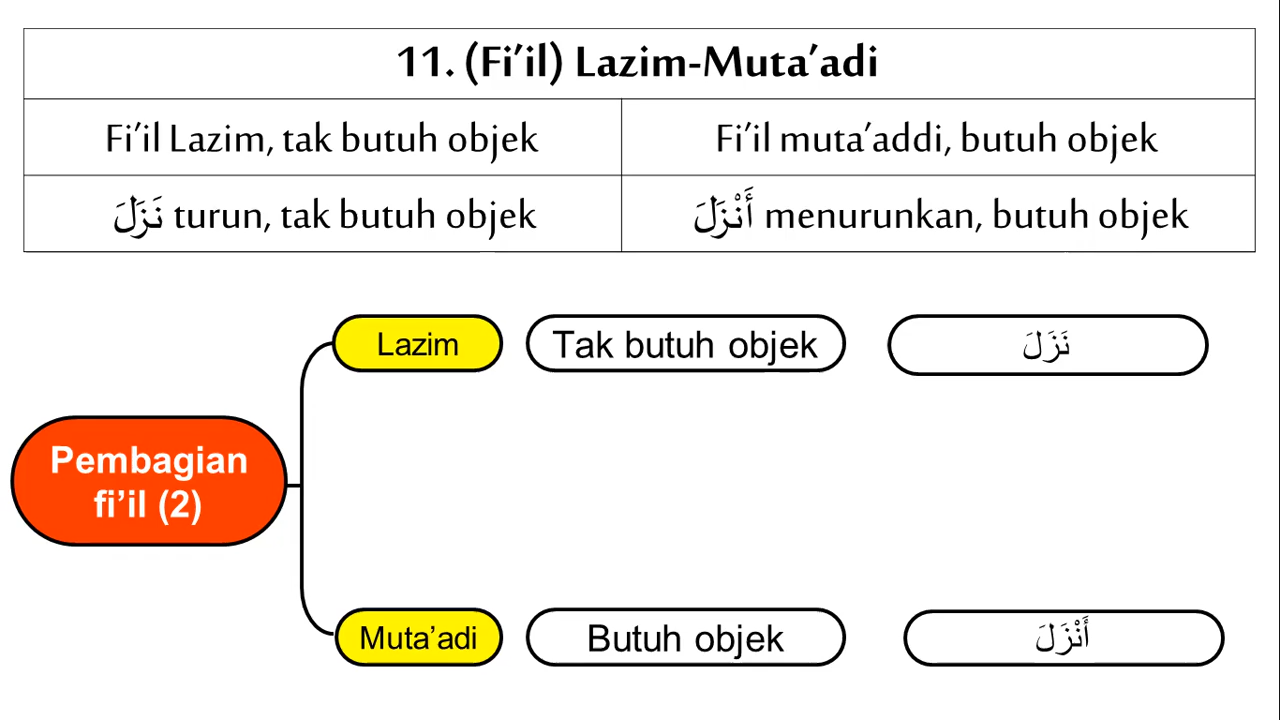 11. (Fi’il) Lazim-Muta’adi
Fi’il Lazim, tak butuh objek
Fi’il muta’addi, butuh objek
نَزَلَ turun, tak butuh objek
أَنْزَلَ menurunkan, butuh objek
Lazim
Tak butuh objek
نَزَلَ
Pembagian
fi’il (2)
Muta’adi
Butuh objek
أَنْزَلَ